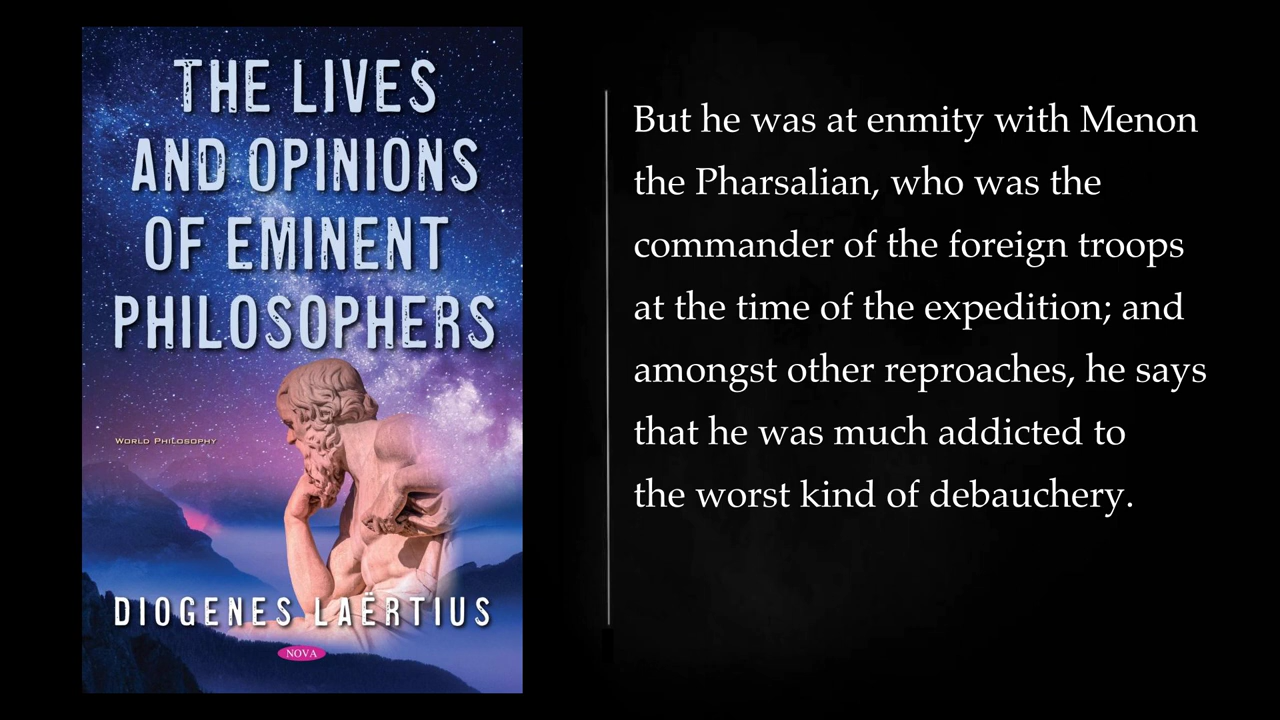 THE LIVES
AND OPINIONS
OF EMINENT
PHILOSOPHERS
WORLD PHILOSOPHY
DIOGENES LAËRTIUS
NOVA
But he was at enmity with Menon
the Pharsalian, who was the
commander of the foreign troops
at the time of the expedition; and
amongst other reproaches, he says
that he was much addicted to
the worst kind of debauchery.